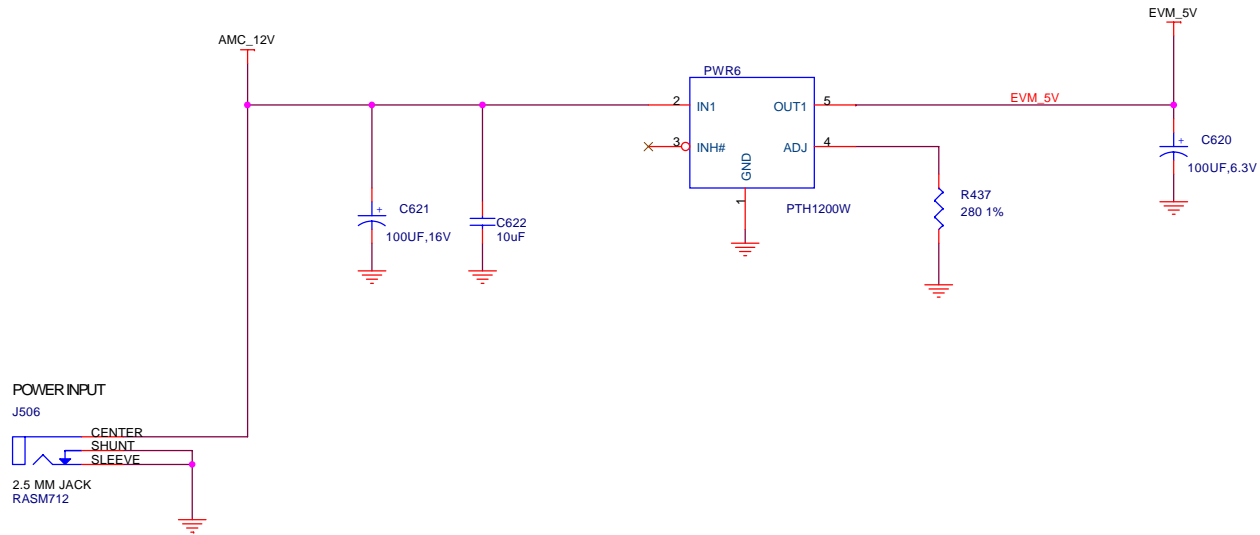 EVM_5V
AMC_12V
PWR6
2
IN1
OUT1
5
EVM_5V
3
INH#
ADJ
4
GND
1
PTH1200W
C620
100UF,6.3V
C621
100UF,16V
C622
10uF
R437
280 1%
POWER INPUT
J506
CENTER
SHUNT
SLEEVE
2.5 MM JACK
RASM712